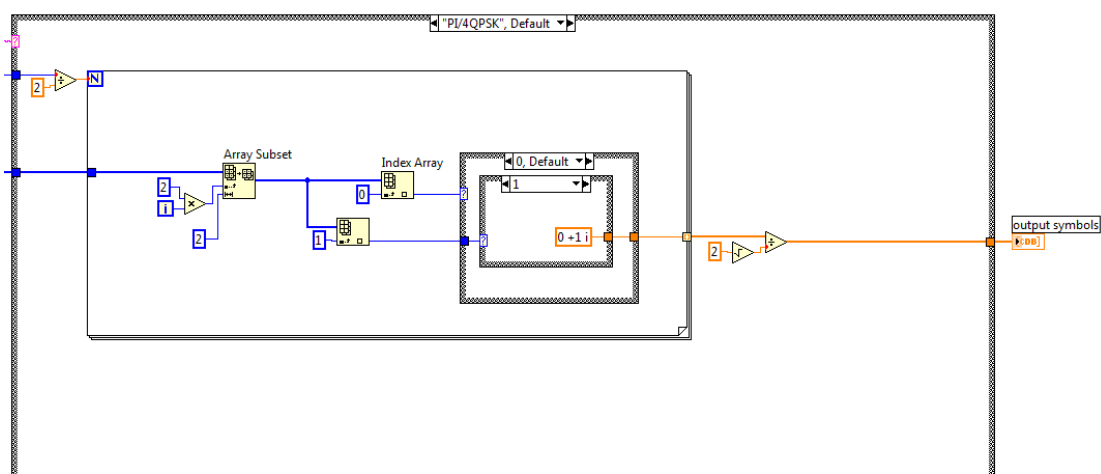 "PI/4QPSK", Default
?
2
÷
N
Array Subset
Index Array
0, Default
1
2
i
×
0
?
2
1
?
0 +1 i
2
√
÷
output symbols
[CDB]